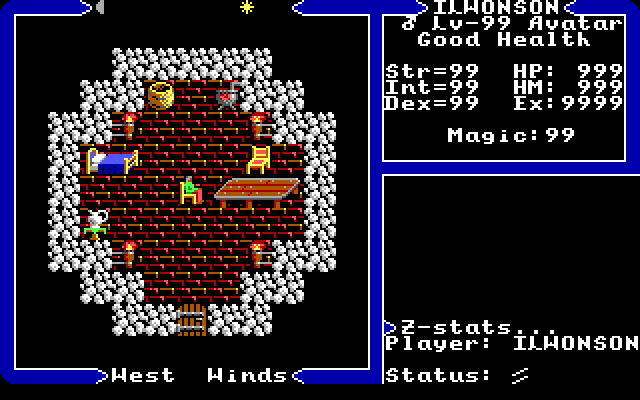 ILWONSON
♂ Lv-99 Avatar
Good Health
Str=99 HP: 999
Int=99 HM: 999
Dex=99 Ex:9999
Magic:99
Z-stats...
Player: ILWONSON
Status:
West Winds